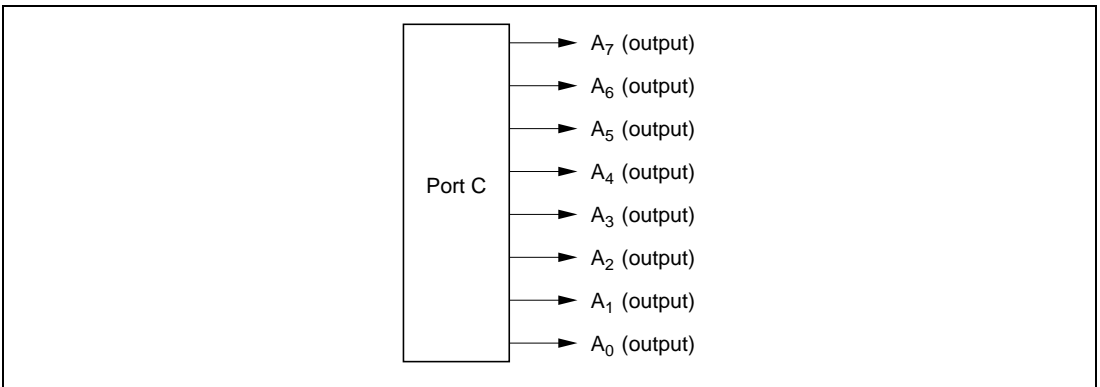 A₇ (output)
A₆ (output)
A₅ (output)
A₄ (output)
Port C
A₃ (output)
A₂ (output)
A₁ (output)
A₀ (output)